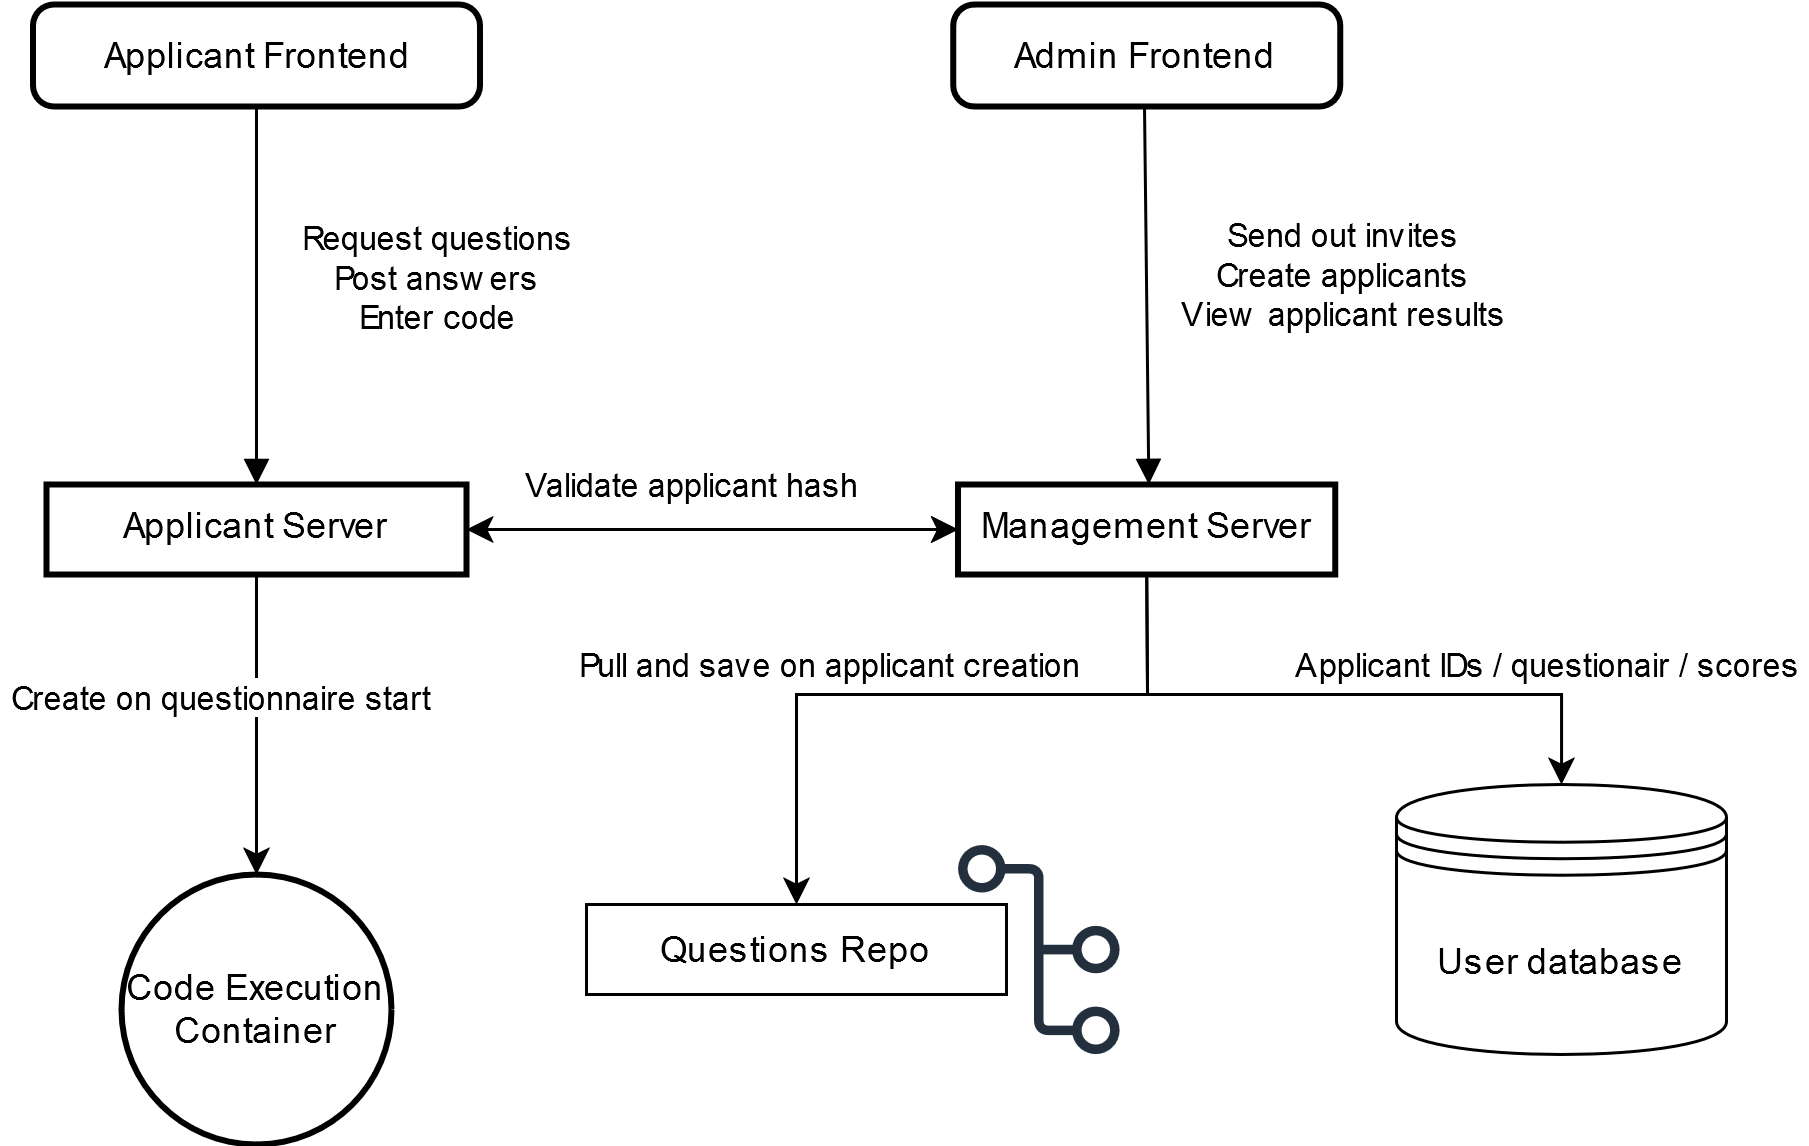 Applicant Frontend
Admin Frontend
Request questions
Post answers
Enter code
Send out invites
Create applicants
View applicant results
Validate applicant hash
Applicant Server
Management Server
Pull and save on applicant creation
Applicant IDs / questionair / scores
Create on questionnaire start
Questions Repo
User database
Code Execution
Container